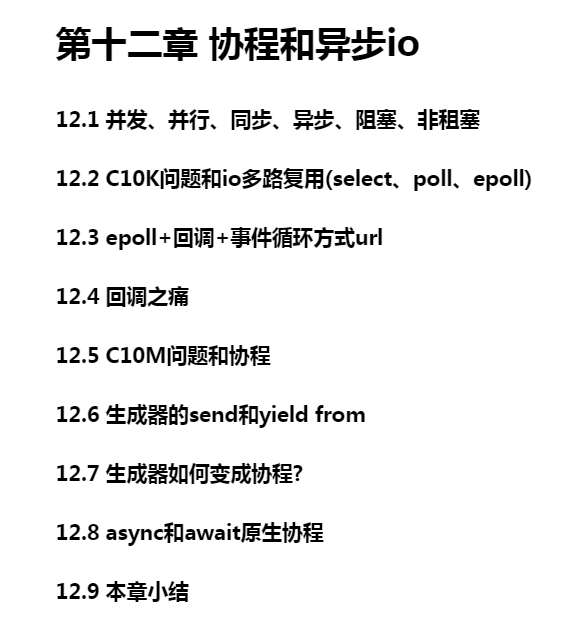 第十二章 协程和异步io
12.1 并发、并行、同步、异步、阻塞、非租塞
12.2 C10K问题和io多路复用(select、poll、epoll)
12.3 epoll+回调+事件循环方式url
12.4 回调之痛
12.5 C10M问题和协程
12.6 生成器的send和yield from
12.7 生成器如何变成协程?
12.8 async和await原生协程
12.9 本章小结